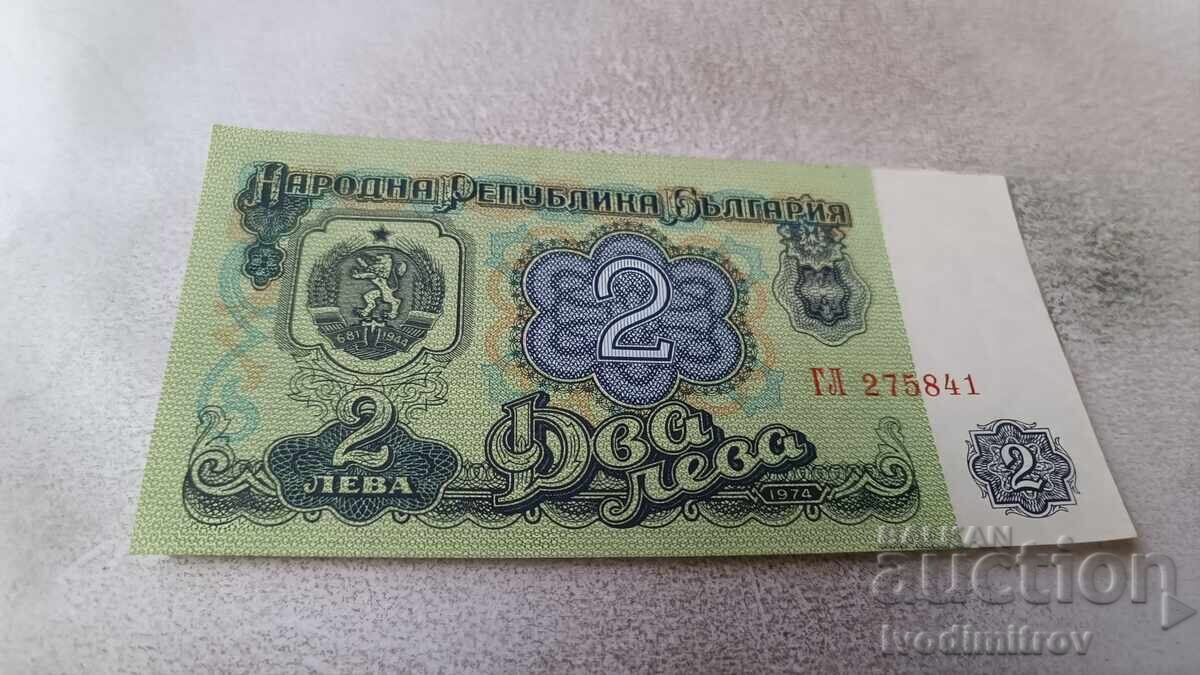 НАРОДНА РЕПУБЛИКА БЪЛГАРИЯ
681 1944
2
ГЛ 275841
2
ЛЕВА
Два
лева
1974
2
BALKAN
auction
Ivodimitrov